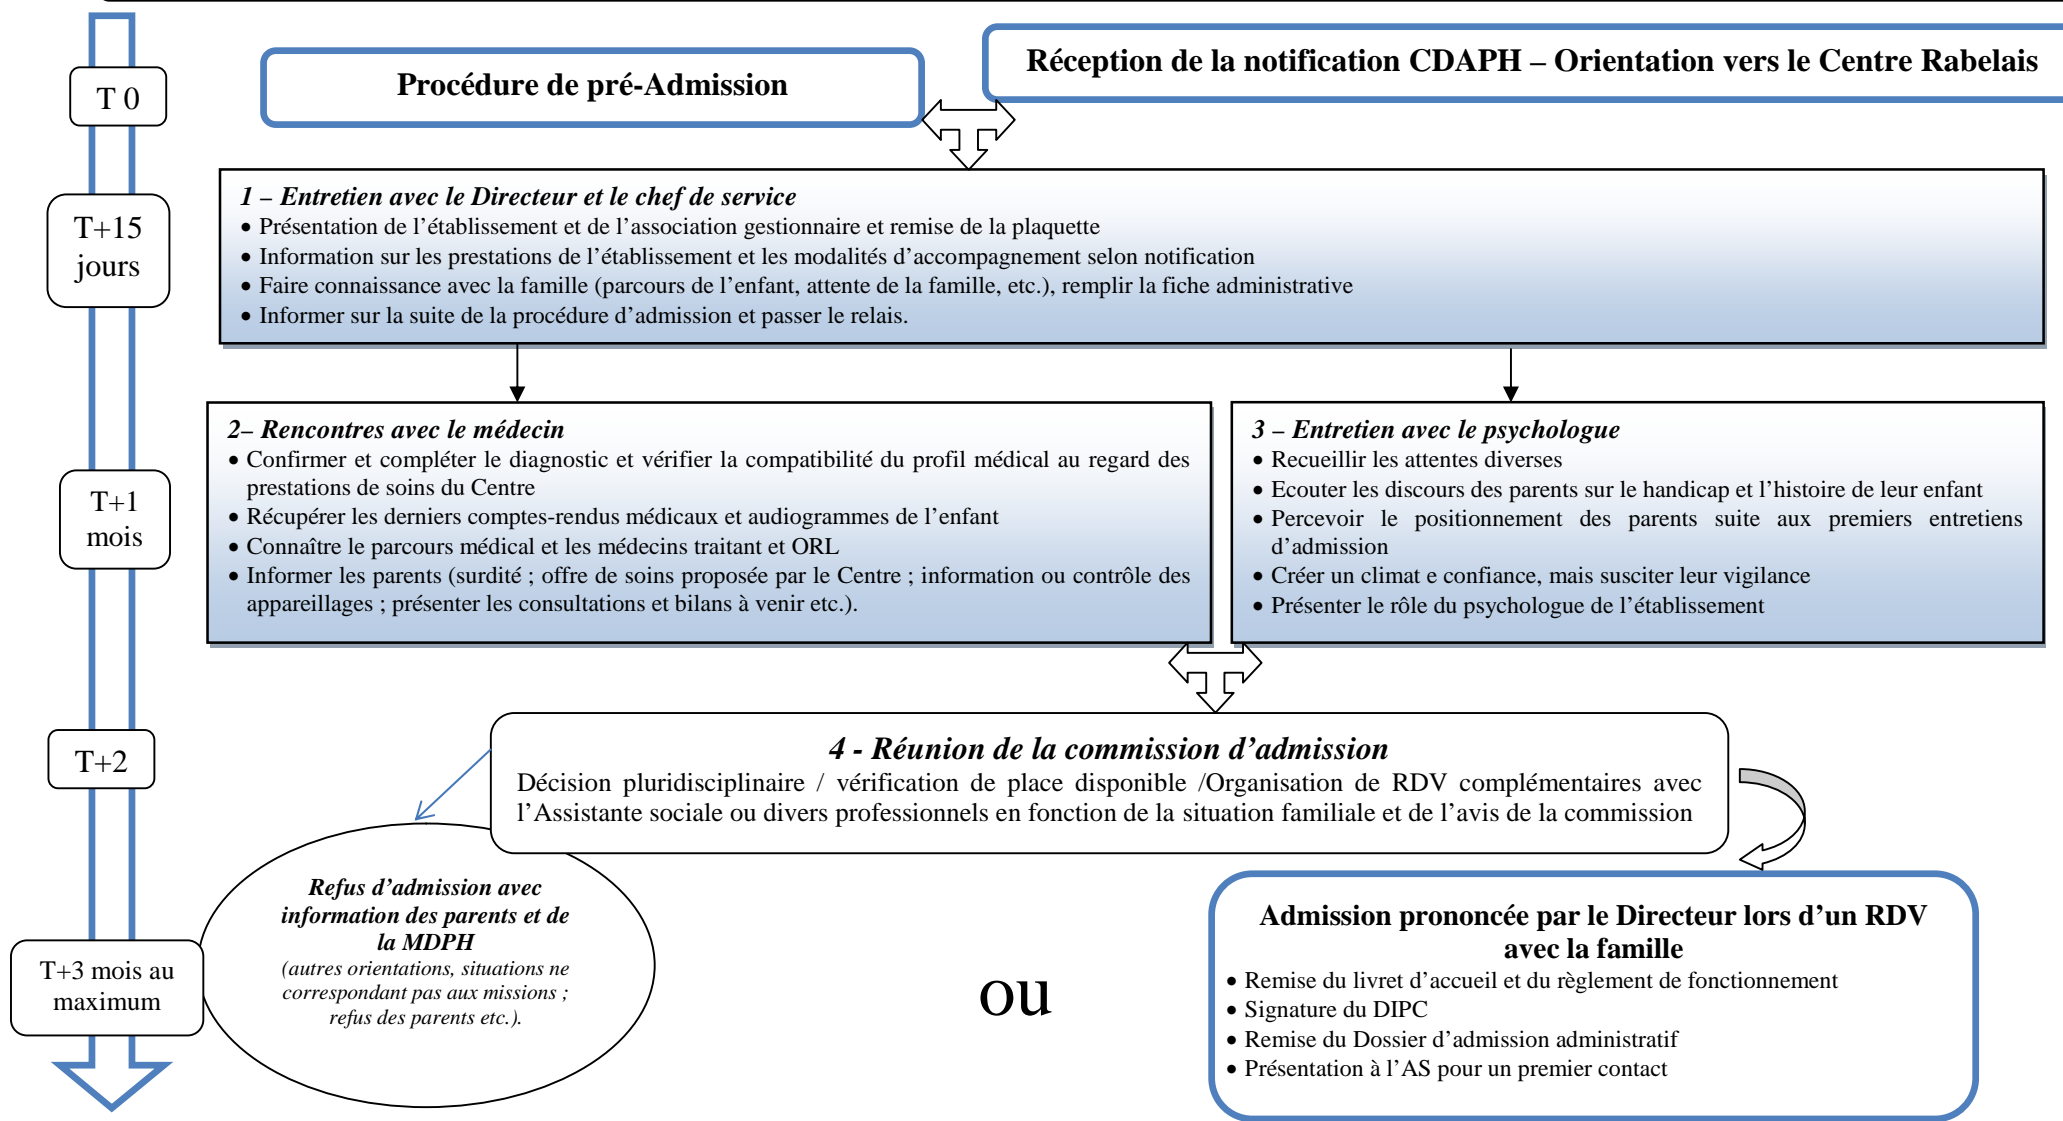 T 0
Procédure de pré-Admission
Réception de la notification CDAPH – Orientation vers le Centre Rabelais
T+15
jours
1 – Entretien avec le Directeur et le chef de service
• Présentation de l’établissement et de l’association gestionnaire et remise de la plaquette
• Information sur les prestations de l’établissement et les modalités d’accompagnement selon notification
• Faire connaissance avec la famille (parcours de l’enfant, attente de la famille, etc.), remplir la fiche administrative
• Informer sur la suite de la procédure d’admission et passer le relais.
T+1
mois
2– Rencontres avec le médecin
• Confirmer et compléter le diagnostic et vérifier la compatibilité du profil médical au regard des
prestations de soins du Centre
• Récupérer les derniers comptes-rendus médicaux et audiogrammes de l’enfant
• Connaître le parcours médical et les médecins traitant et ORL
• Informer les parents (surdité ; offre de soins proposée par le Centre ; information ou contrôle des
appareillages ; présenter les consultations et bilans à venir etc.).
3 – Entretien avec le psychologue
• Recueillir les attentes diverses
• Ecouter les discours des parents sur le handicap et l’histoire de leur enfant
• Percevoir le positionnement des parents suite aux premiers entretiens
d’admission
• Créer un climat e confiance, mais susciter leur vigilance
• Présenter le rôle du psychologue de l’établissement
T+2
4 - Réunion de la commission d’admission
Décision pluridisciplinaire / vérification de place disponible /Organisation de RDV complémentaires avec
l’Assistante sociale ou divers professionnels en fonction de la situation familiale et de l’avis de la commission
T+3 mois au
maximum
Refus d’admission avec
information des parents et de
la MDPH
(autres orientations, situations ne
correspondant pas aux missions ;
refus des parents etc.).
ou
Admission prononcée par le Directeur lors d’un RDV
avec la famille
• Remise du livret d’accueil et du règlement de fonctionnement
• Signature du DIPC
• Remise du Dossier d’admission administratif
• Présentation à l’AS pour un premier contact